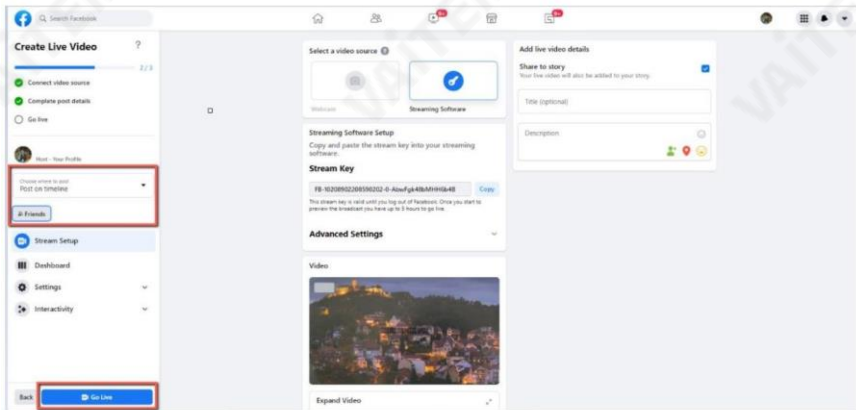 Search Facebook
9+
9+
Create Live Video
?
2 / 3
Connect video source
Complete post details
Go live
Host - Your Profile
Choose where to post
Post on timeline
Friends
Stream Setup
Dashboard
Settings
Interactivity
Back
Go Live
Select a video source
Webcam
Streaming Software
Streaming Software Setup
Copy and paste the stream key into your streaming
software.
Stream Key
Copy
This stream key is valid until you log out of Facebook. Once you start to
preview the broadcast you have up to 5 hours to go live.
Advanced Settings
Video
Expand Video
Add live video details
Share to story
Your live video will also be added to your story.
Title (optional)
Description